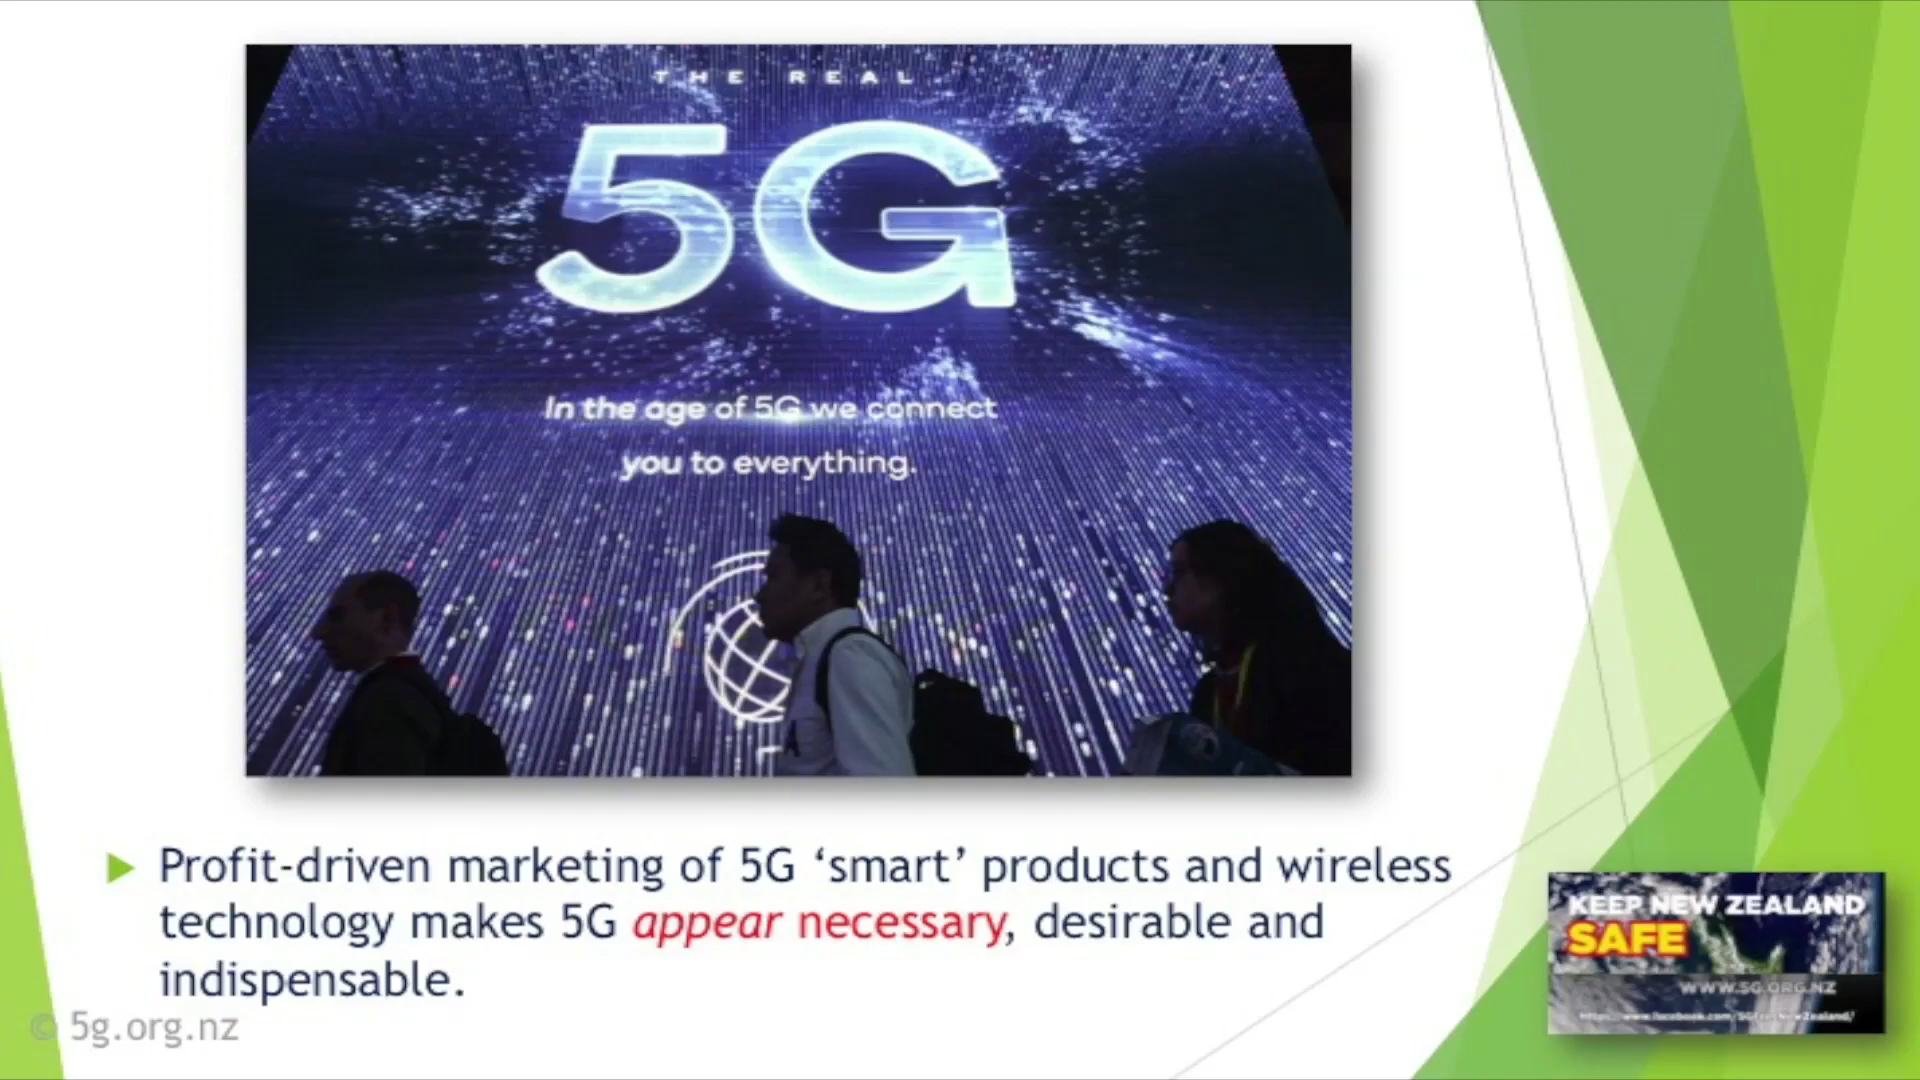 THE REAL
5G
In the age of 5G we connect
you to everything.
Profit-driven marketing of 5G ‘smart’ products and wireless
technology makes 5G appear necessary, desirable and
indispensable.
© 5g.org.nz
KEEP NEW ZEALAND
SAFE
WWW.5G.ORG.NZ